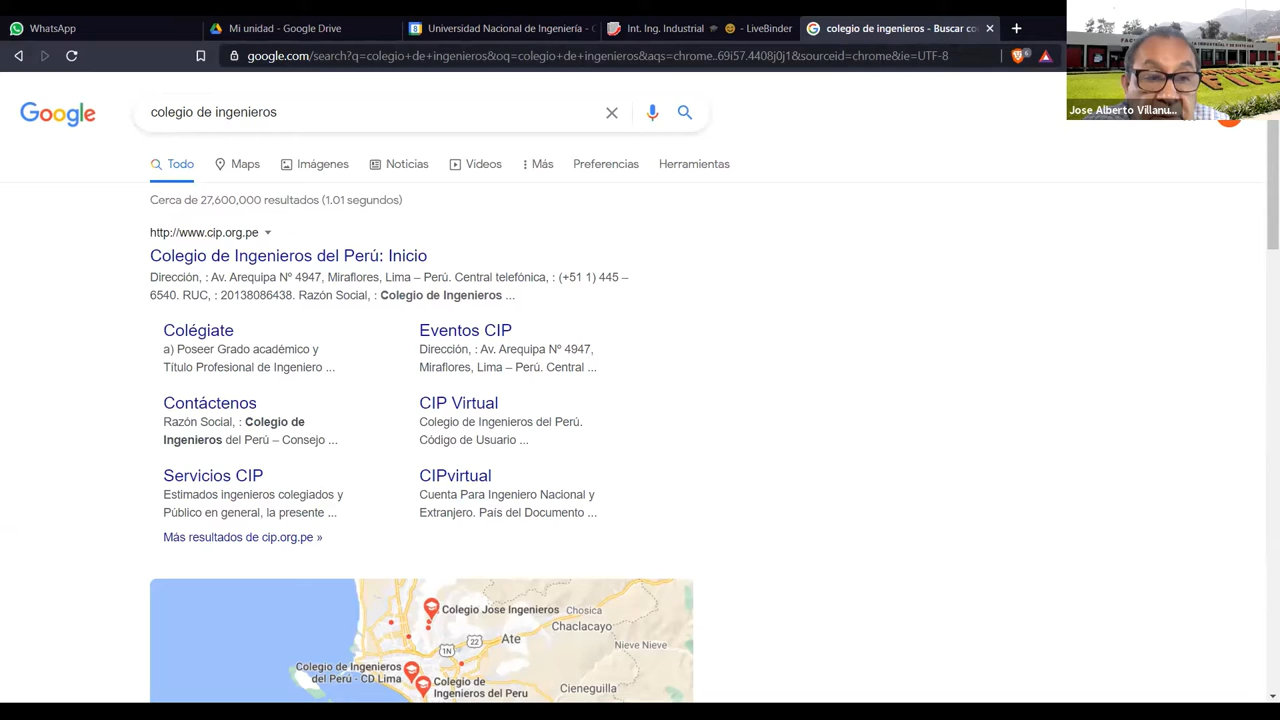 WhatsApp
Mi unidad - Google Drive
Universidad Nacional de Ingeniería -
Int. Ing. Industrial
- LiveBinder
colegio de ingenieros - Buscar co
google.com/search?q=colegio+de+ingenieros&oq=colegio+de+ingenieros&aqs=chrome..69i57.4408j0j1&sourceid=chrome&ie=UTF-8
6
Jose Alberto Villanu...
Google
colegio de ingenieros
Todo
Maps
Imágenes
Noticias
Videos
Más
Preferencias
Herramientas
Cerca de 27,600,000 resultados (1.01 segundos)
http://www.cip.org.pe
Colegio de Ingenieros del Perú: Inicio
Dirección, : Av. Arequipa Nº 4947, Miraflores, Lima – Perú. Central telefónica, : (+51 1) 445 –
6540. RUC, : 20138086438. Razón Social, : Colegio de Ingenieros ...
Colégiate
a) Poseer Grado académico y
Título Profesional de Ingeniero ...
Eventos CIP
Dirección, : Av. Arequipa Nº 4947,
Miraflores, Lima – Perú. Central ...
Contáctenos
Razón Social, : Colegio de
Ingenieros del Perú – Consejo ...
CIP Virtual
Colegio de Ingenieros del Perú.
Código de Usuario ...
Servicios CIP
Estimados ingenieros colegiados y
Público en general, la presente ...
CIPvirtual
Cuenta Para Ingeniero Nacional y
Extranjero. País del Documento ...
Más resultados de cip.org.pe »
Colegio Jose Ingenieros
Chosica
Chaclacayo
Ate
22
1N
Nieve Nieve
Colegio de Ingenieros
del Perú - CD Lima
Colegio de
Ingenieros del Peru
Cieneguilla